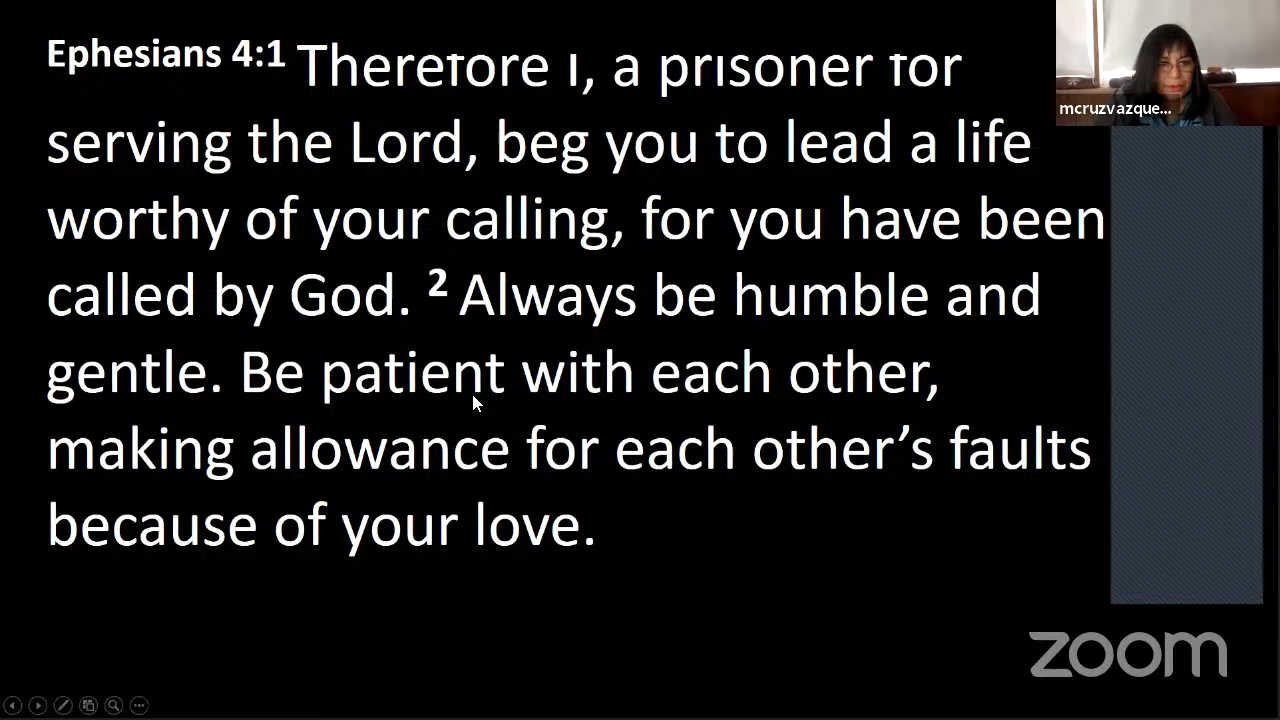 Ephesians 4:1 Therefore I, a prisoner for
serving the Lord, beg you to lead a life
worthy of your calling, for you have been
called by God. 2 Always be humble and
gentle. Be patient with each other,
making allowance for each other’s faults
because of your love.
mcruzvazque...
zoom